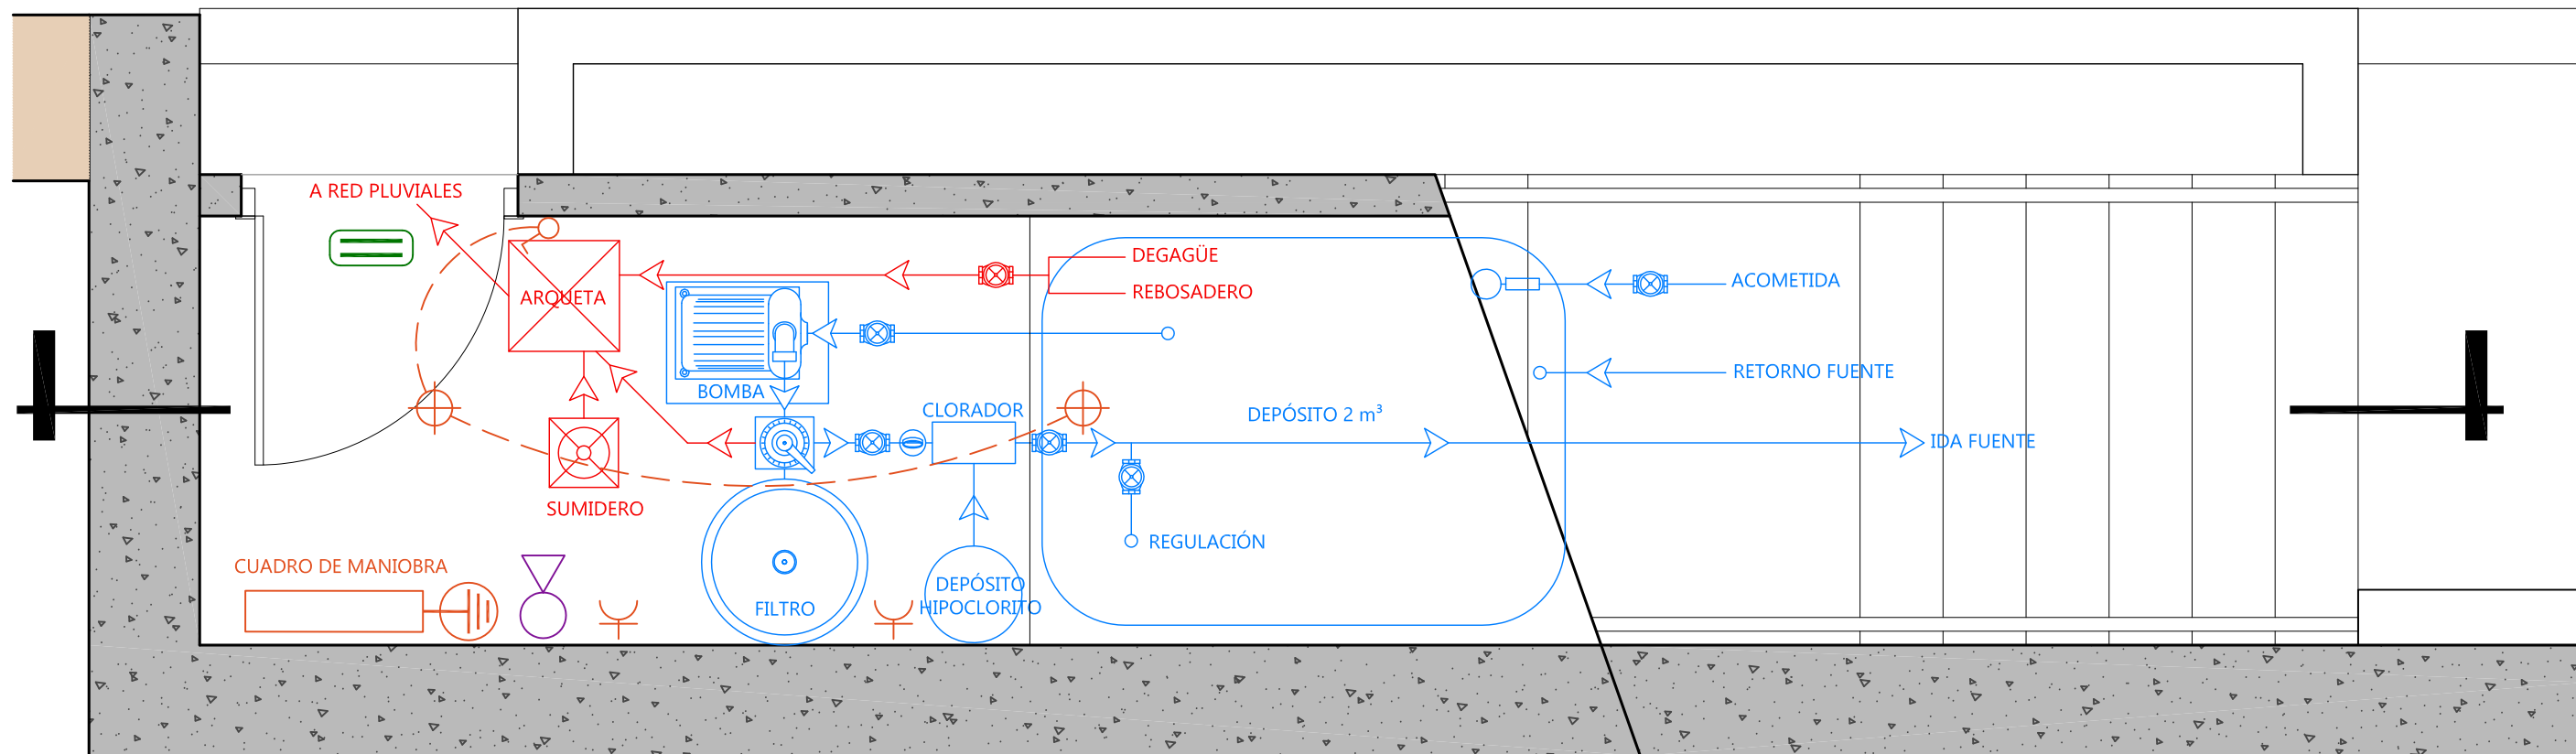 A RED PLUVIALES
DEGAGÜE
ARQUETA
REBOSADERO
ACOMETIDA
RETORNO FUENTE
BOMBA
CLORADOR
DEPÓSITO 2 m³
IDA FUENTE
SUMIDERO
REGULACIÓN
CUADRO DE MANIOBRA
DEPÓSITO
HIPOCLORITO
FILTRO